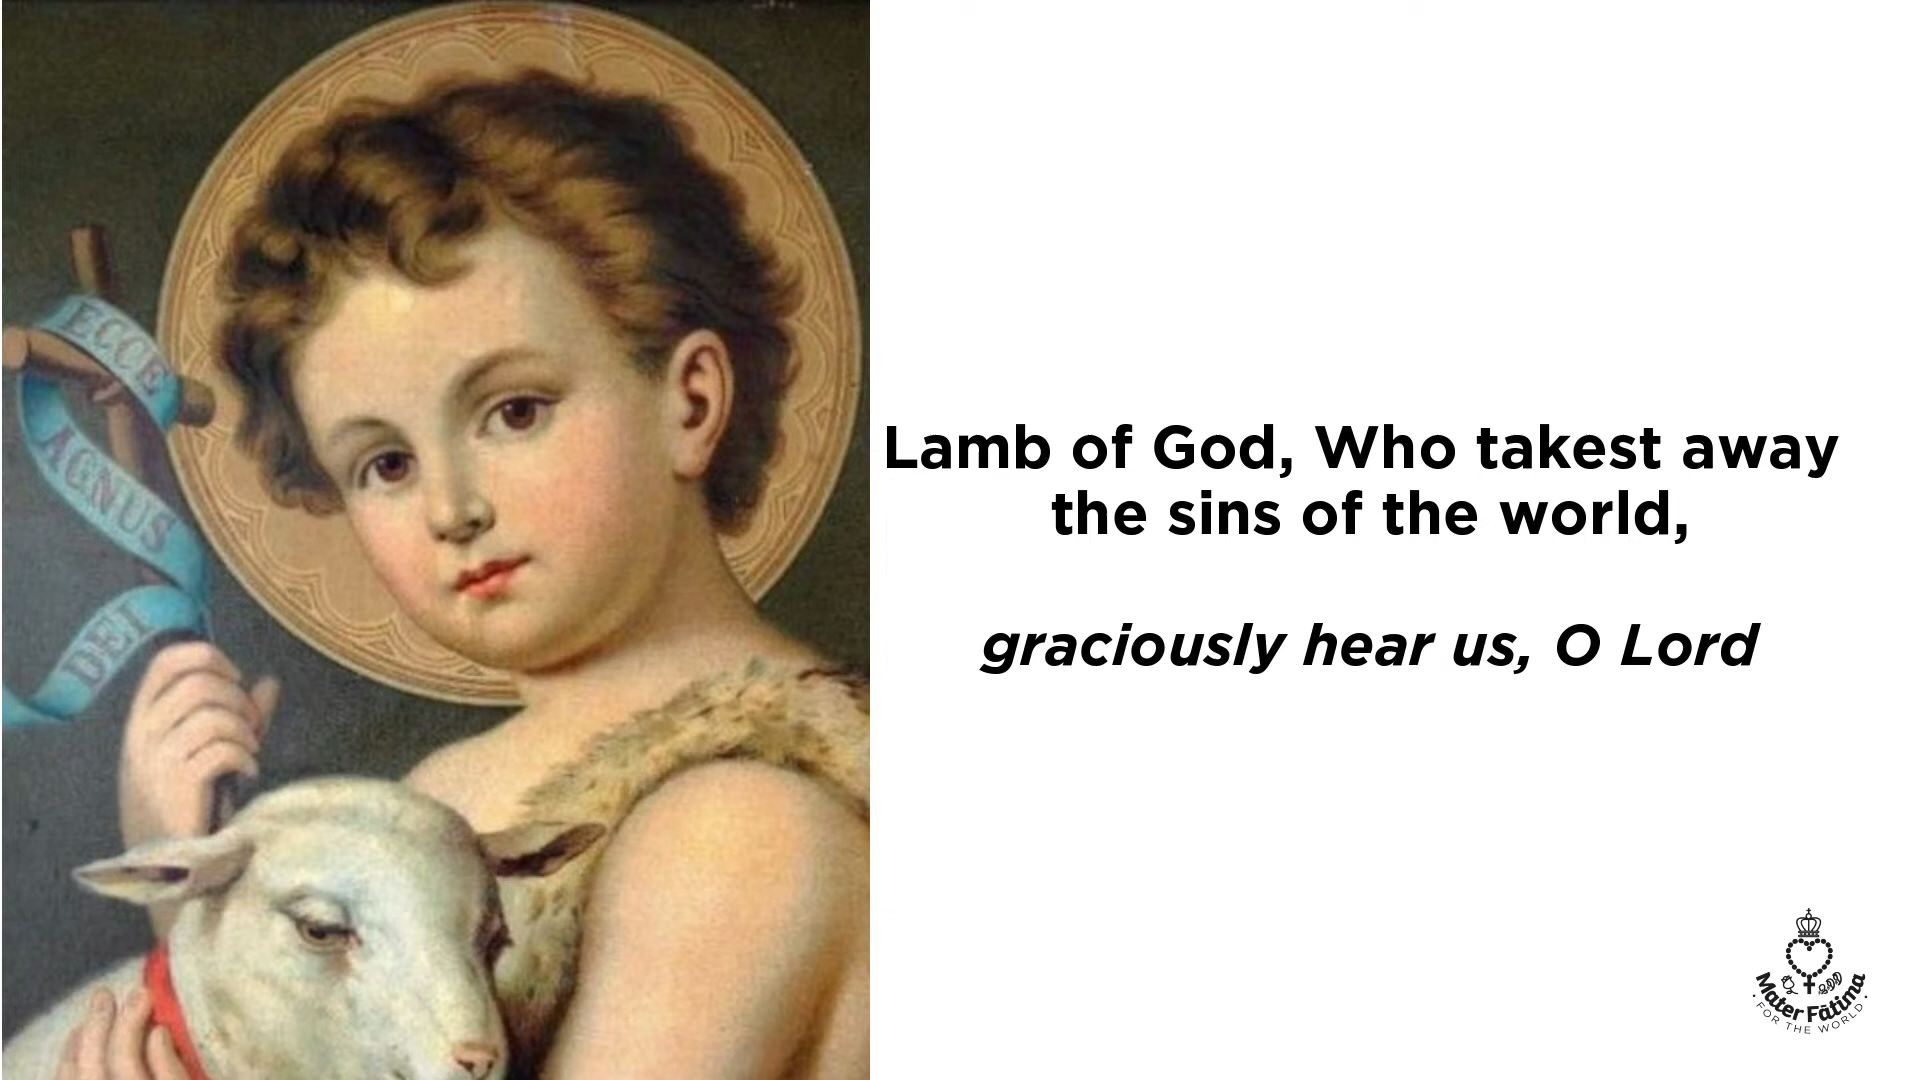 ECCE
AGNUS
DEI
Lamb of God, Who takest away
the sins of the world,
graciously hear us, O Lord
Mater Fátima
• FOR THE WORLD •